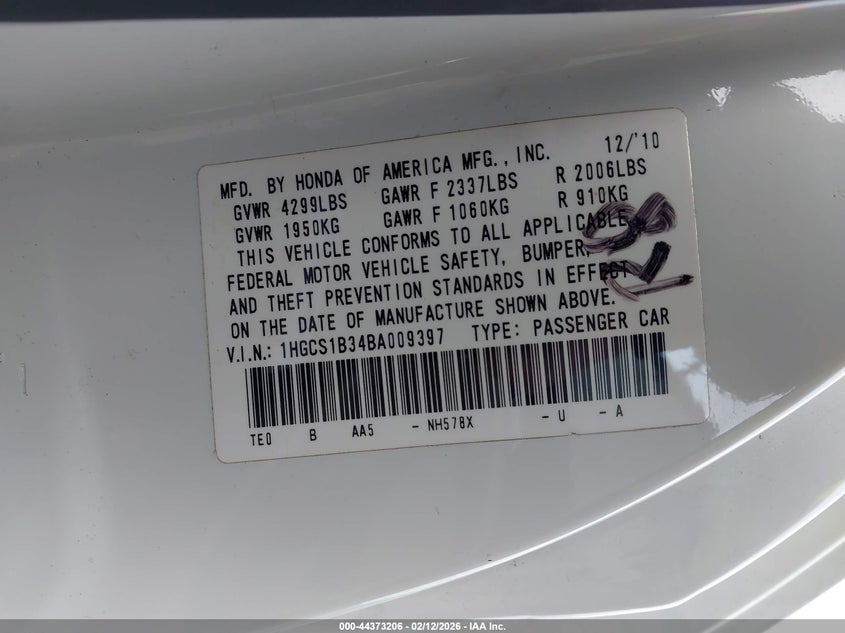 MFD. BY HONDA OF AMERICA MFG., INC. 12/'10
GVWR 4299LBS GAWR F 2337LBS R 2006LBS
GVWR 1950KG GAWR F 1060KG R 910KG
THIS VEHICLE CONFORMS TO ALL APPLICABLE
FEDERAL MOTOR VEHICLE SAFETY, BUMPER,
AND THEFT PREVENTION STANDARDS IN EFFECT
ON THE DATE OF MANUFACTURE SHOWN ABOVE.
V.I.N.: 1HGCS1B34BA009397 TYPE: PASSENGER CAR
TE0 B AA5 - NH578X - U - A
000-44373206 - 02/12/2026 - IAA Inc.